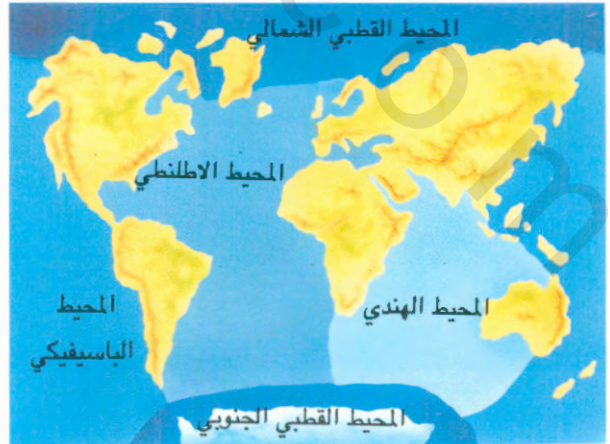 المحيط القطبي الشمالي
المحيط الاطلنطي
المحيط الهندي
المحيط
الباسيفيكي
المحيط القطبي الجنوبي